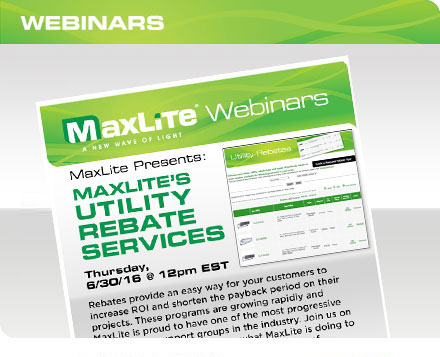 WEBINARS
MaxLite® Webinars
A NEW WAVE OF LIGHT
MaxLite Presents:
MAXLITE'S
UTILITY
REBATE
SERVICES
Utility Rebates
Thursday,
6/30/16 @ 12pm EST
Rebates provide an easy way for your customers to
increase ROI and shorten the payback period on their
projects. These programs are growing rapidly and
MaxLite is proud to have one of the most progressive
support groups in the industry. Join us on
what MaxLite is doing to
of